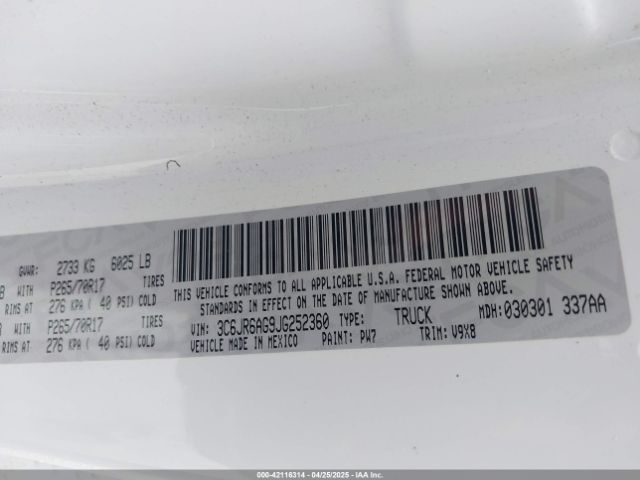 GVWR: 2733 KG 6025 LB
B WITH P265/70R17 TIRES
RIMS AT 276 KPA ( 40 PSI) COLD
B WITH P265/70R17 TIRES
RIMS AT 276 KPA ( 40 PSI) COLD
THIS VEHICLE CONFORMS TO ALL APPLICABLE U.S.A. FEDERAL MOTOR VEHICLE SAFETY
STANDARDS IN EFFECT ON THE DATE OF MANUFACTURE SHOWN ABOVE.
VIN: 3C6JR6AG9JG252360 TYPE: TRUCK MDH: 030301 337AA
VEHICLE MADE IN MEXICO PAINT: PW7 TRIM: V9X8
000-42116314 - 04/25/2025 - IAA Inc.